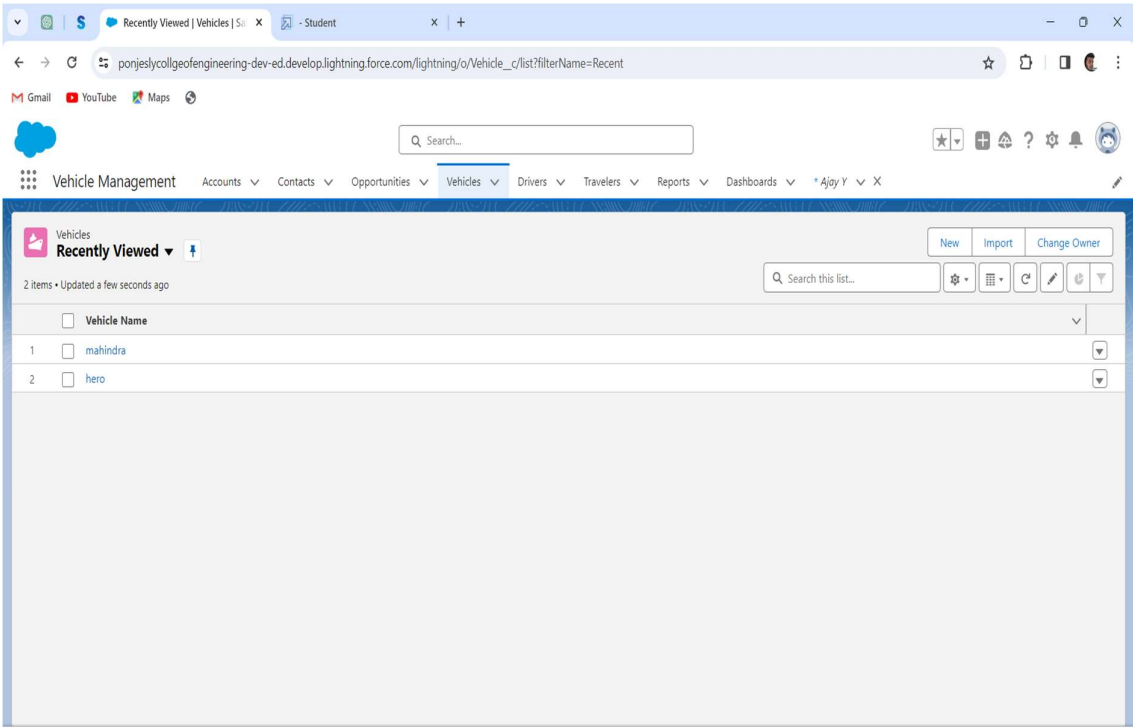 S Recently Viewed | Vehicles | Sa - Student
ponjeslycollgeofengineering-dev-ed.develop.lightning.force.com/lightning/o/Vehicle__c/list?filterName=Recent
Gmail YouTube Maps
Search...
Vehicle Management Accounts Contacts Opportunities Vehicles Drivers Travelers Reports Dashboards * Ajay Y
Vehicles
Recently Viewed
New Import Change Owner
2 items • Updated a few seconds ago
Search this list...
Vehicle Name
1 mahindra
2 hero